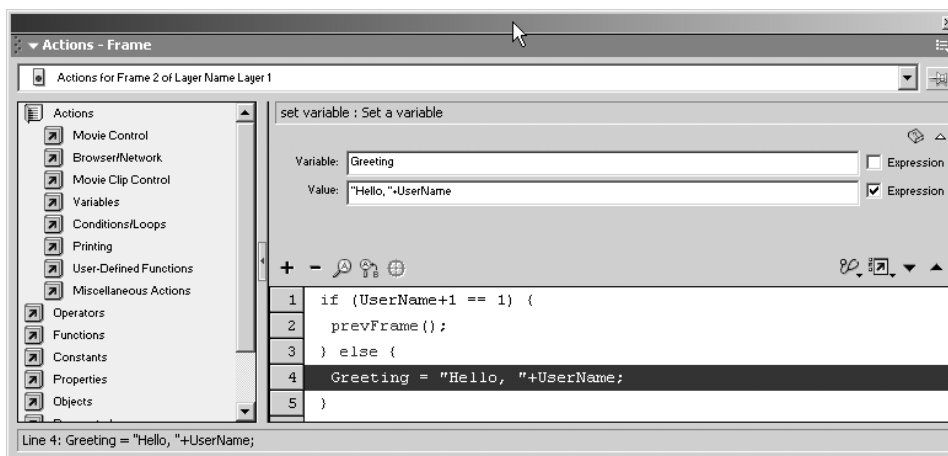 Actions - Frame
Actions for Frame 2 of Layer Name Layer 1
Actions
Movie Control
Browser/Network
Movie Clip Control
Variables
Conditions/Loops
Printing
User-Defined Functions
Miscellaneous Actions
Operators
Functions
Constants
Properties
Objects
set variable : Set a variable
Variable: Greeting Expression
Value: "Hello, "+UserName Expression
1 if (UserName+1 == 1) {
2 prevFrame();
3 } else {
4 Greeting = "Hello, "+UserName;
5 }
Line 4: Greeting = "Hello, "+UserName;